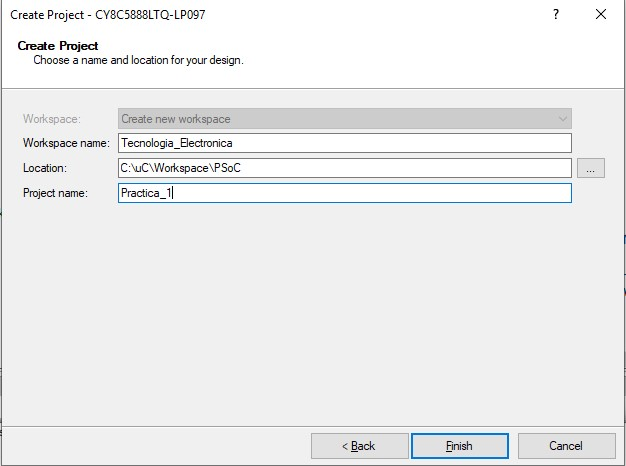 Create Project - CY8C5888LTQ-LP097
Create Project
Choose a name and location for your design.
Workspace: Create new workspace
Workspace name: Tecnologia_Electronica
Location: C:\uC\Workspace\PSoC ...
Project name: Practica_1
< Back Finish Cancel